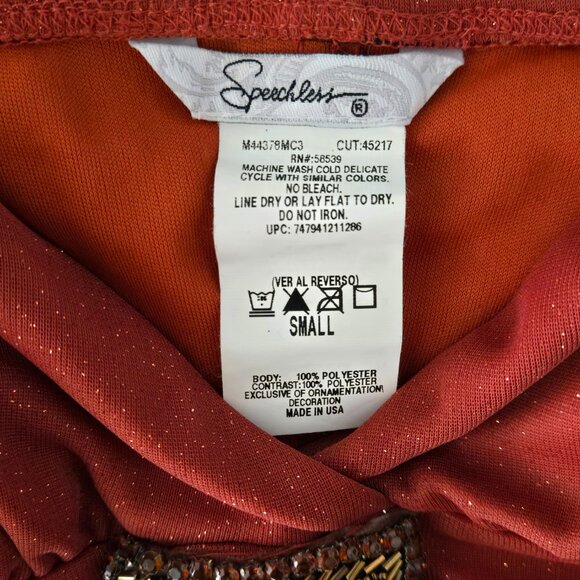 Speechless ®
M44378MC3 CUT:45217
RN#:56539
MACHINE WASH COLD DELICATE
CYCLE WITH SIMILAR COLORS.
NO BLEACH.
LINE DRY OR LAY FLAT TO DRY.
DO NOT IRON.
UPC: 747941211286
(VER AL REVERSO)
SMALL
BODY: 100% POLYESTER
CONTRAST:100% POLYESTER
EXCLUSIVE OF ORNAMENTATION
DECORATION
MADE IN USA